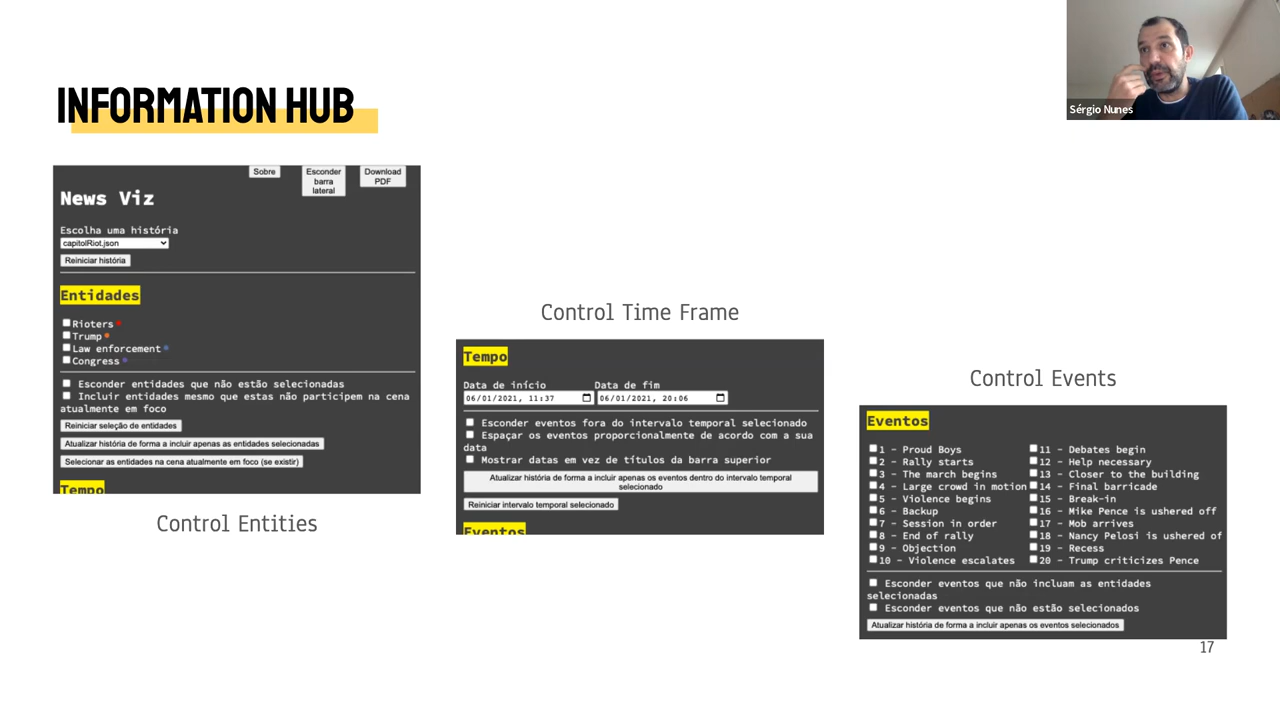 INFORMATION HUB
Sérgio Nunes
Sobre
Esconder
barra
lateral
Download
PDF
News Viz
Escolha uma história
capitolRiot.json
Reiniciar história
Entidades
Rioters
Trump
Law enforcement
Congress
Esconder entidades que não estão selecionadas
Incluir entidades mesmo que estas não participem na cena
atualmente em foco
Reiniciar seleção de entidades
Atualizar história de forma a incluir apenas as entidades selecionadas
Selecionar as entidades na cena atualmente em foco (se existir)
Tempo
Control Entities
Control Time Frame
Tempo
Data de início
Data de fim
06/01/2021, 11:37
06/01/2021, 20:06
Esconder eventos fora do intervalo temporal selecionado
Espaçar os eventos proporcionalmente de acordo com a sua
data
Mostrar datas em vez de títulos da barra superior
Atualizar história de forma a incluir apenas os eventos dentro do intervalo temporal
selecionado
Reiniciar intervalo temporal selecionado
Eventos
Control Events
Eventos
1 - Proud Boys
2 - Rally starts
3 - The march begins
4 - Large crowd in motion
5 - Violence begins
6 - Backup
7 - Session in order
8 - End of rally
9 - Objection
10 - Violence escalates
11 - Debates begin
12 - Help necessary
13 - Closer to the building
14 - Final barricade
15 - Break-in
16 - Mike Pence is ushered off
17 - Mob arrives
18 - Nancy Pelosi is ushered of
19 - Recess
20 - Trump criticizes Pence
Esconder eventos que não incluam as entidades
selecionadas
Esconder eventos que não estão selecionados
Atualizar história de forma a incluir apenas os eventos selecionados
17